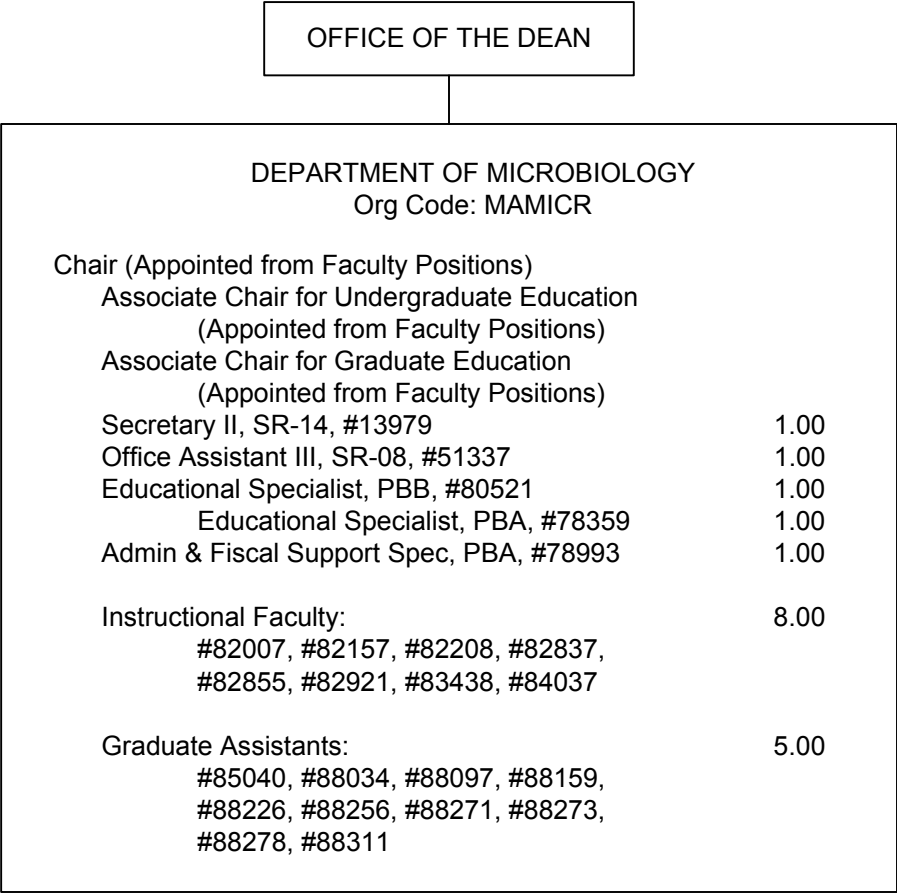 OFFICE OF THE DEAN
DEPARTMENT OF MICROBIOLOGY
Org Code: MAMICR
Chair (Appointed from Faculty Positions)
Associate Chair for Undergraduate Education
(Appointed from Faculty Positions)
Associate Chair for Graduate Education
(Appointed from Faculty Positions)
Secretary II, SR-14, #13979 1.00
Office Assistant III, SR-08, #51337 1.00
Educational Specialist, PBB, #80521 1.00
Educational Specialist, PBA, #78359 1.00
Admin & Fiscal Support Spec, PBA, #78993 1.00
Instructional Faculty: 8.00
#82007, #82157, #82208, #82837,
#82855, #82921, #83438, #84037
Graduate Assistants: 5.00
#85040, #88034, #88097, #88159,
#88226, #88256, #88271, #88273,
#88278, #88311